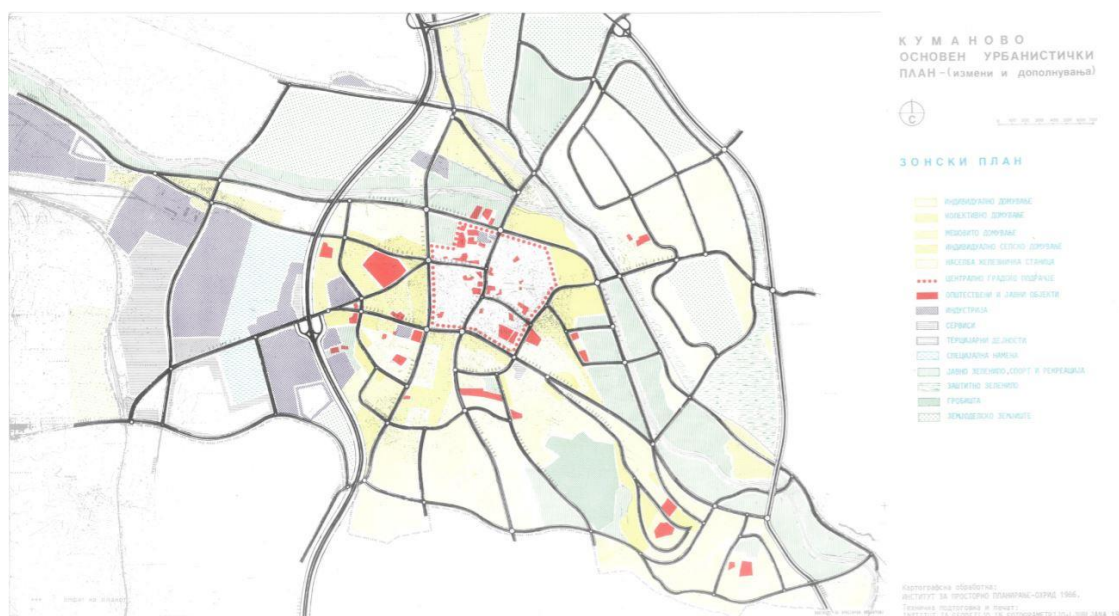 КУМАНОВО
ОСНОВЕН УРБАНИСТИЧКИ
ПЛАН-(измени и дополнувања)
С
ЗОНСКИ ПЛАН
ИНДИВИДУАЛНО ДОМУВАЊЕ
КОЛЕКТИВНО ДОМУВАЊЕ
МЕШОВИТО ДОМУВАЊЕ
ИНДИВИДУАЛНО СЕЛСКО ДОМУВАЊЕ
ЖЕЛЕЗНИЧКА СТАНИЦА
ЦЕНТРАЛНО ГРАДСКО ПОДРАЧЈЕ
ОПШТЕСТВЕНИ И ЈАВНИ ОБЈЕКТИ
ИНДУСТРИЈА
СЕРВИСИ
ТЕРЦИЈАРНИ ДЕЈНОСТИ
СПЕЦИЈАЛНА НАМЕНА
ЈАВНО ЗЕЛЕНИЛО,СПОРТ И РЕКРЕАЦИЈА
ЗАШТИТНО ЗЕЛЕНИЛО
ГРОБИШТА
ЗЕМЈОДЕЛСКО ЗЕМЈИШТЕ
Картографска обработка:
ИНСТИТУТ ЗА ПРОСТОРНО ПЛАНИРАЊЕ-ОХРИД 1986.
Техничка подготовка и печат: